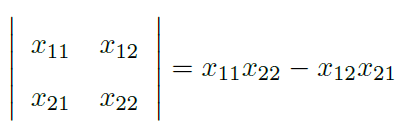 | x₁₁ x₁₂ |
| x₂₁ x₂₂ | = x₁₁x₂₂ − x₁₂x₂₁